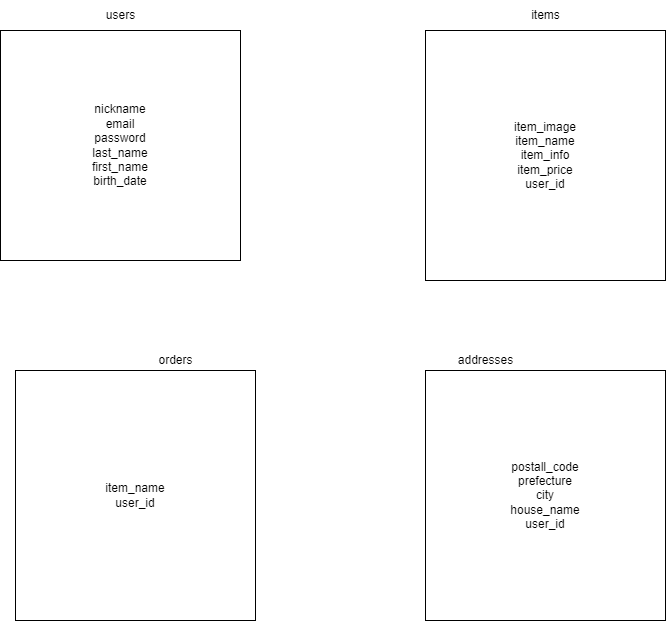 users
nickname
email
password
last_name
first_name
birth_date
items
item_image
item_name
item_info
item_price
user_id
orders
item_name
user_id
addresses
postall_code
prefecture
city
house_name
user_id